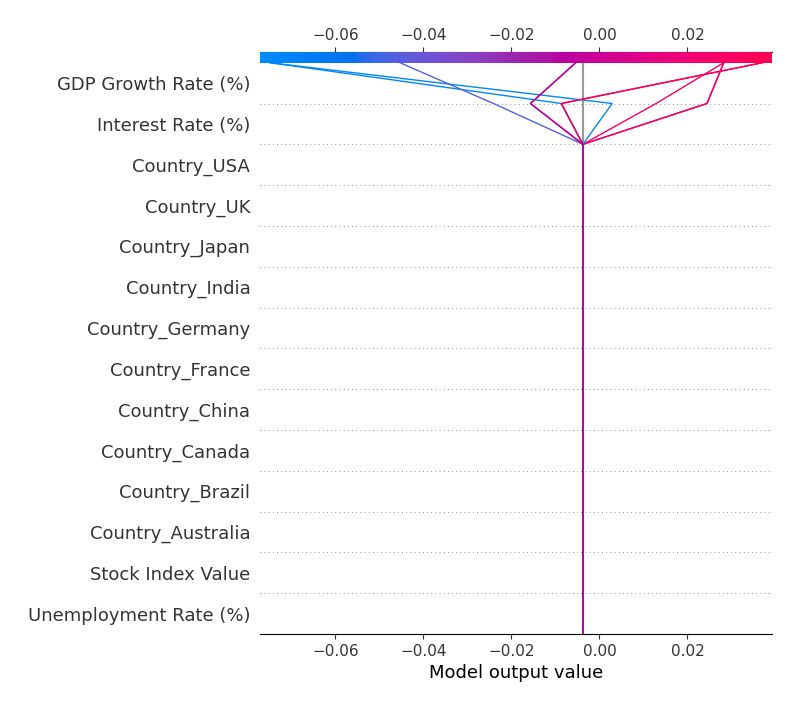 −0.06 −0.04 −0.02 0.00 0.02
GDP Growth Rate (%)
Interest Rate (%)
Country_USA
Country_UK
Country_Japan
Country_India
Country_Germany
Country_France
Country_China
Country_Canada
Country_Brazil
Country_Australia
Stock Index Value
Unemployment Rate (%)
−0.06 −0.04 −0.02 0.00 0.02
Model output value